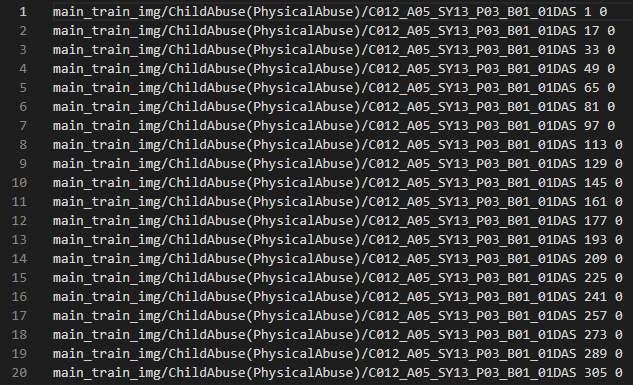 1 main_train_img/ChildAbuse(PhysicalAbuse)/C012_A05_SY13_P03_B01_01DAS 1 0
2 main_train_img/ChildAbuse(PhysicalAbuse)/C012_A05_SY13_P03_B01_01DAS 17 0
3 main_train_img/ChildAbuse(PhysicalAbuse)/C012_A05_SY13_P03_B01_01DAS 33 0
4 main_train_img/ChildAbuse(PhysicalAbuse)/C012_A05_SY13_P03_B01_01DAS 49 0
5 main_train_img/ChildAbuse(PhysicalAbuse)/C012_A05_SY13_P03_B01_01DAS 65 0
6 main_train_img/ChildAbuse(PhysicalAbuse)/C012_A05_SY13_P03_B01_01DAS 81 0
7 main_train_img/ChildAbuse(PhysicalAbuse)/C012_A05_SY13_P03_B01_01DAS 97 0
8 main_train_img/ChildAbuse(PhysicalAbuse)/C012_A05_SY13_P03_B01_01DAS 113 0
9 main_train_img/ChildAbuse(PhysicalAbuse)/C012_A05_SY13_P03_B01_01DAS 129 0
10 main_train_img/ChildAbuse(PhysicalAbuse)/C012_A05_SY13_P03_B01_01DAS 145 0
11 main_train_img/ChildAbuse(PhysicalAbuse)/C012_A05_SY13_P03_B01_01DAS 161 0
12 main_train_img/ChildAbuse(PhysicalAbuse)/C012_A05_SY13_P03_B01_01DAS 177 0
13 main_train_img/ChildAbuse(PhysicalAbuse)/C012_A05_SY13_P03_B01_01DAS 193 0
14 main_train_img/ChildAbuse(PhysicalAbuse)/C012_A05_SY13_P03_B01_01DAS 209 0
15 main_train_img/ChildAbuse(PhysicalAbuse)/C012_A05_SY13_P03_B01_01DAS 225 0
16 main_train_img/ChildAbuse(PhysicalAbuse)/C012_A05_SY13_P03_B01_01DAS 241 0
17 main_train_img/ChildAbuse(PhysicalAbuse)/C012_A05_SY13_P03_B01_01DAS 257 0
18 main_train_img/ChildAbuse(PhysicalAbuse)/C012_A05_SY13_P03_B01_01DAS 273 0
19 main_train_img/ChildAbuse(PhysicalAbuse)/C012_A05_SY13_P03_B01_01DAS 289 0
20 main_train_img/ChildAbuse(PhysicalAbuse)/C012_A05_SY13_P03_B01_01DAS 305 0